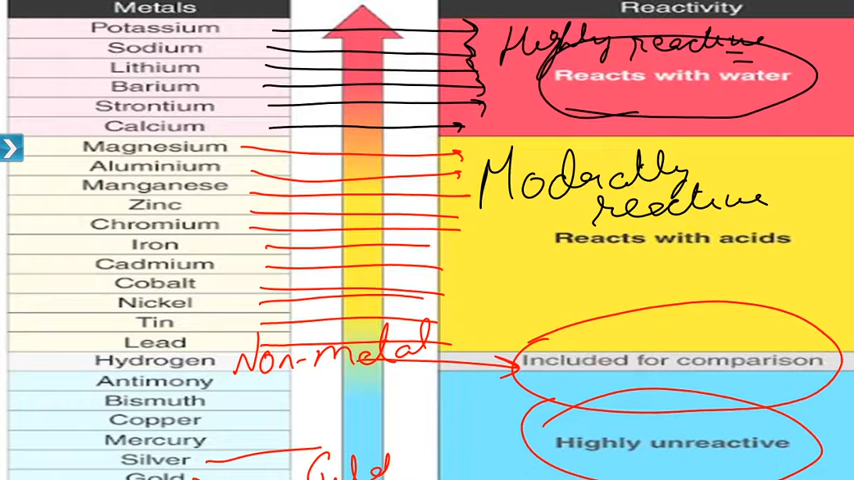 Metals
Reactivity
Potassium
Sodium
Lithium
Barium
Strontium
Calcium
Highly reactive
Reacts with water
Magnesium
Aluminium
Manganese
Zinc
Chromium
Iron
Cadmium
Cobalt
Nickel
Tin
Lead
Moderatly
reactive
Reacts with acids
Hydrogen
Non-metal
Included for comparison
Antimony
Bismuth
Copper
Mercury
Silver
Gold
Gold
Highly unreactive